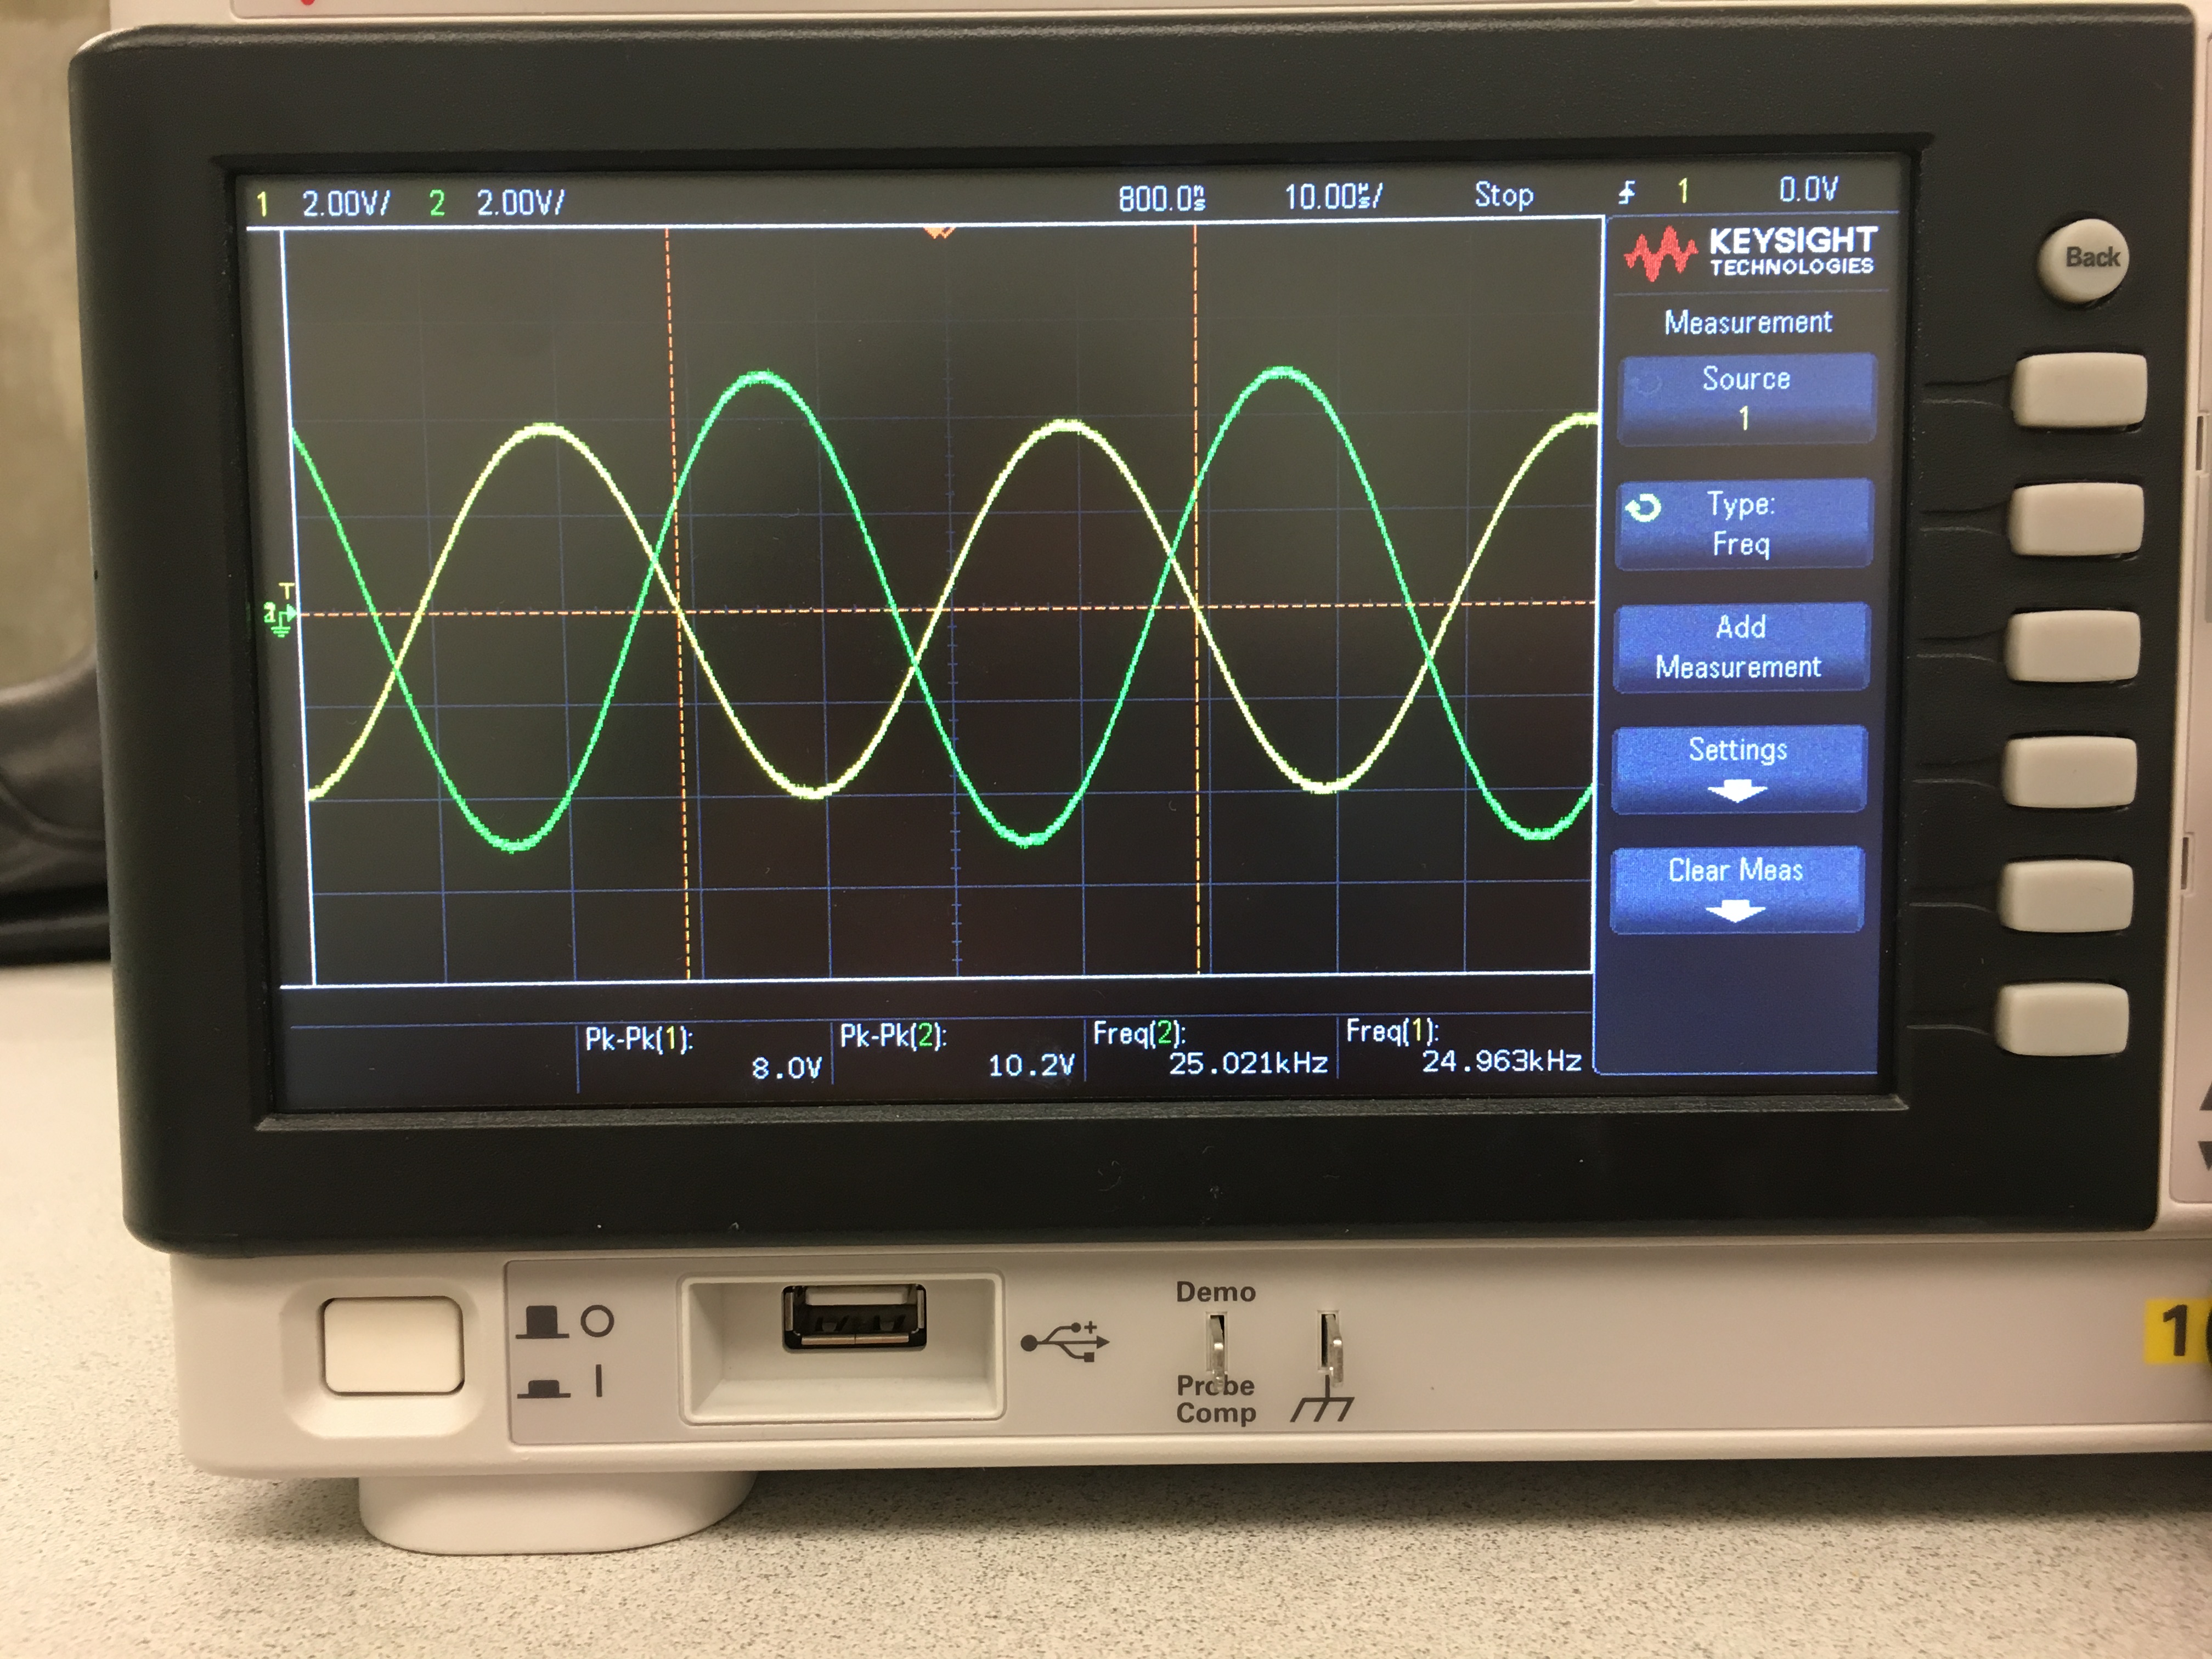 1 2.00V/ 2 2.00V/ 800.0ns 10.00µs/ Stop 1 0.0V
KEYSIGHT
TECHNOLOGIES
Back
Measurement
Source
1
Type:
Freq
T
Add
Measurement
Settings
Clear Meas
Pk-Pk(1): Pk-Pk(2): Freq(2): Freq(1):
8.0V 10.2V 25.021kHz 24.963kHz
Demo
Probe
Comp